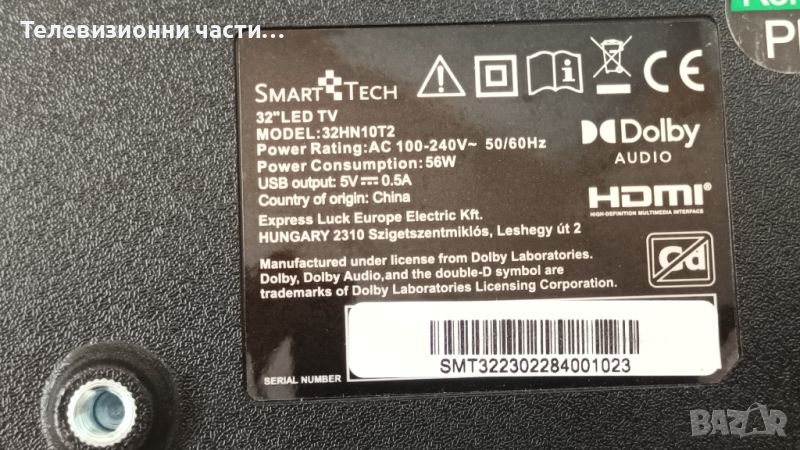 Телевизионни части...
SMART TECH
32"LED TV
MODEL:32HN10T2
Power Rating:AC 100-240V~ 50/60Hz
Power Consumption:56W
USB output: 5V⎓0.5A
Country of origin: China
Express Luck Europe Electric Kft.
HUNGARY 2310 Szigetszentmiklós, Leshegy út 2
Manufactured under license from Dolby Laboratories.
Dolby, Dolby Audio,and the double-D symbol are
trademarks of Dolby Laboratories Licensing Corporation.
CE
Dolby
AUDIO
HDMI®
HIGH-DEFINITION MULTIMEDIA INTERFACE
Cd
SERIAL NUMBER
SMT322302284001023
BAZAR